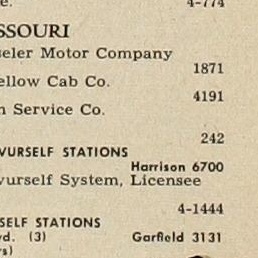 e. 4-774
SSOURI
seler Motor Company
1871
ellow Cab Co.
4191
n Service Co.
242
VURSELF STATIONS
Harrison 6700
vurself System, Licensee
4-1444
SELF STATIONS
vd. (3) Garfield 3131
s)